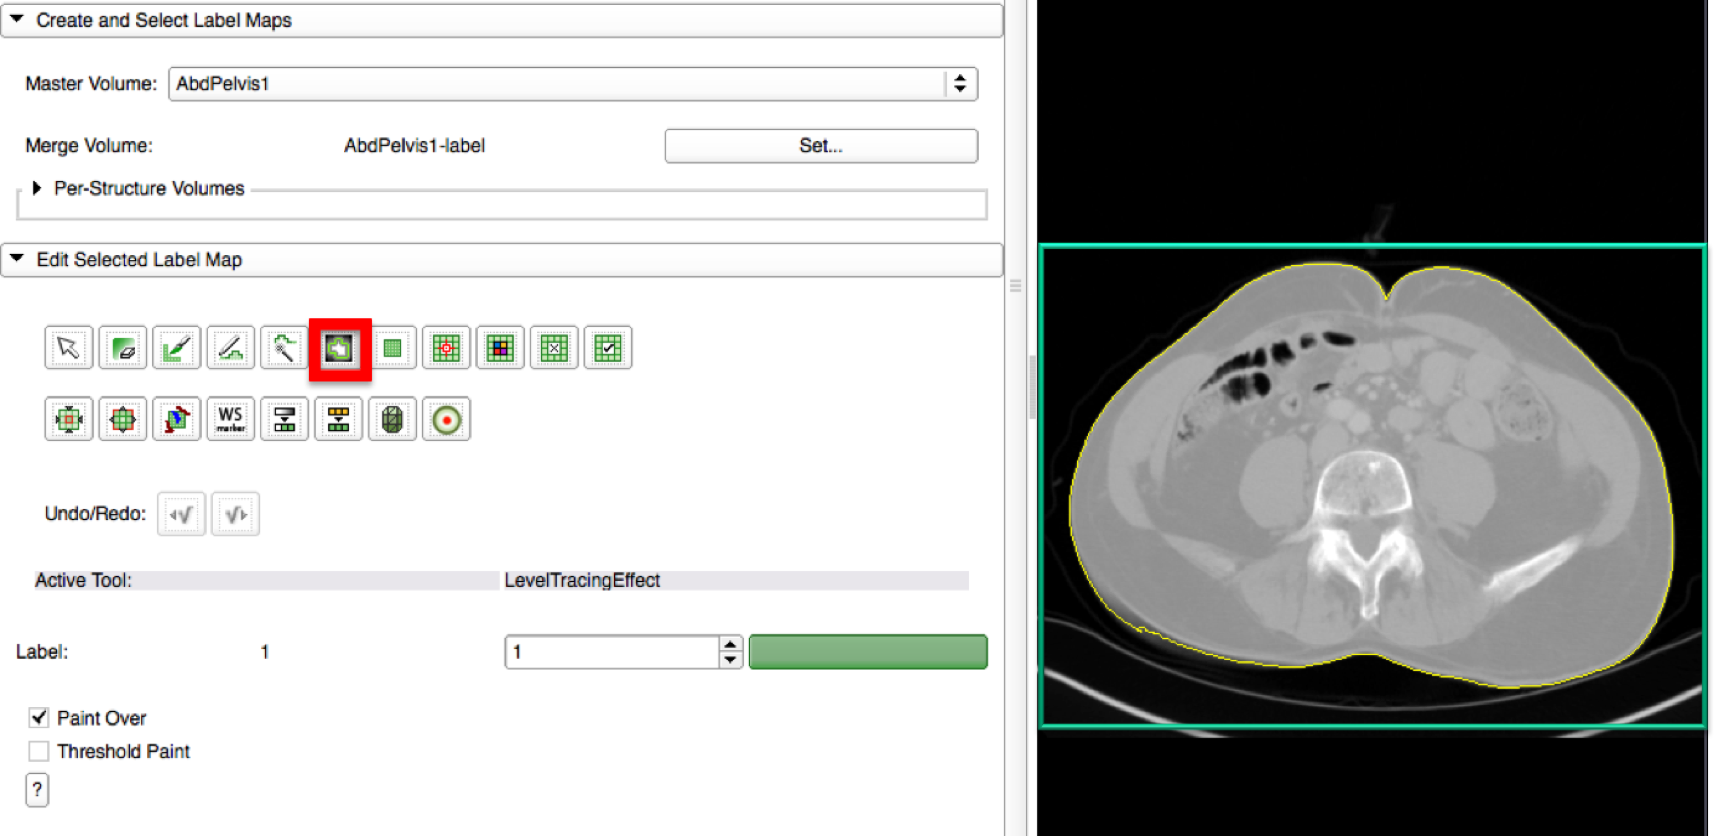 Create and Select Label Maps
Master Volume: AbdPelvis1
Merge Volume: AbdPelvis1-label Set...
Per-Structure Volumes
Edit Selected Label Map
WS
marker
Undo/Redo:
Active Tool: LevelTracingEffect
Label: 1 1
Paint Over
Threshold Paint
?